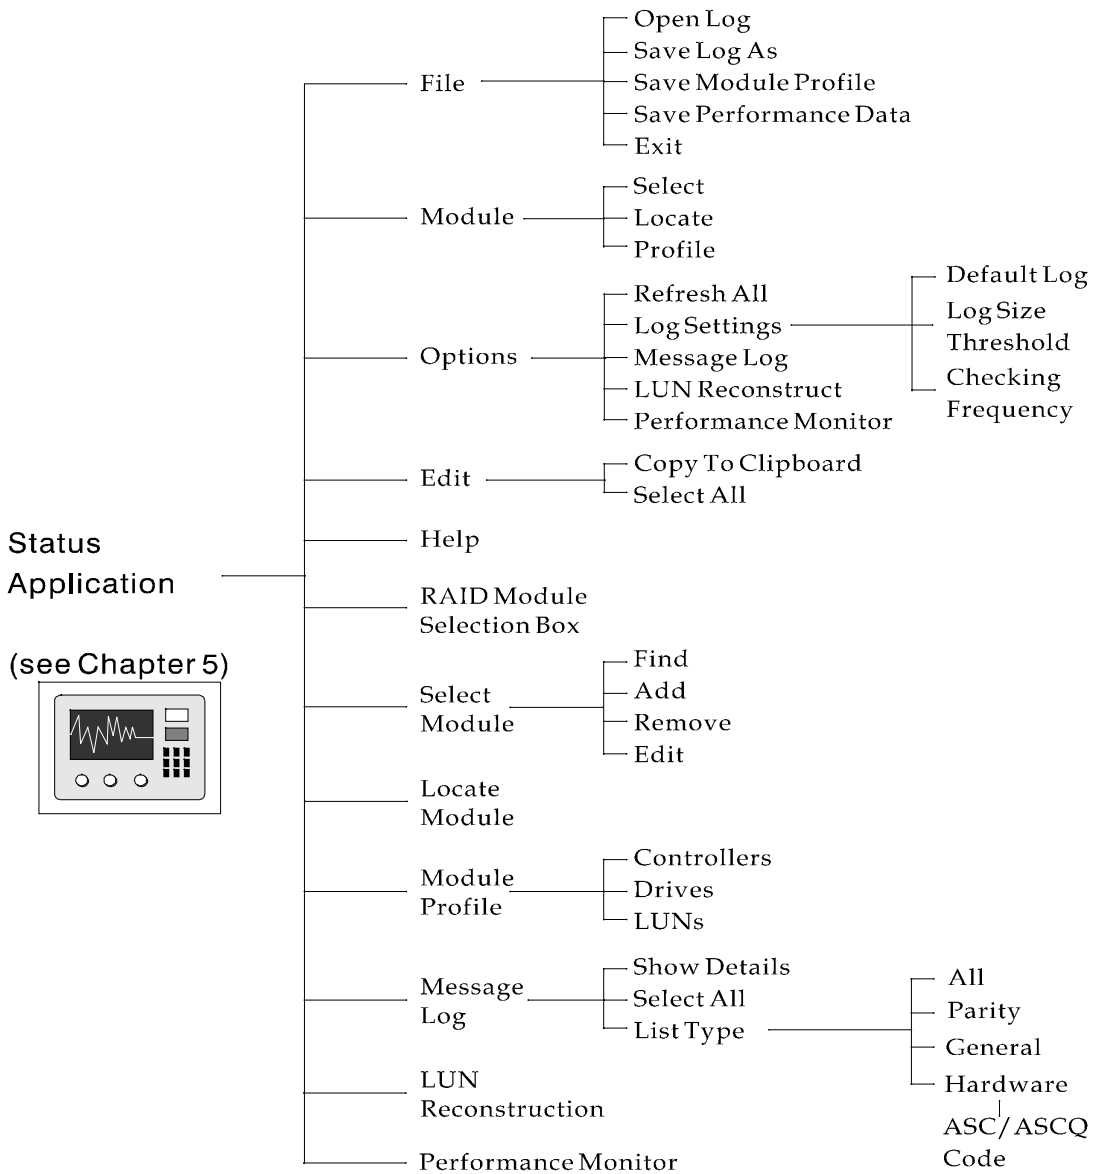 Status
Application
(see Chapter 5)
File
Open Log
Save Log As
Save Module Profile
Save Performance Data
Exit
Module
Select
Locate
Profile
Options
Refresh All
Log Settings
Default Log
Log Size
Threshold
Checking
Frequency
Message Log
LUN Reconstruct
Performance Monitor
Edit
Copy To Clipboard
Select All
Help
RAID Module
Selection Box
Select
Module
Find
Add
Remove
Edit
Locate
Module
Module
Profile
Controllers
Drives
LUNs
Message
Log
Show Details
Select All
List Type
All
Parity
General
Hardware
ASC/ASCQ
Code
LUN
Reconstruction
Performance Monitor